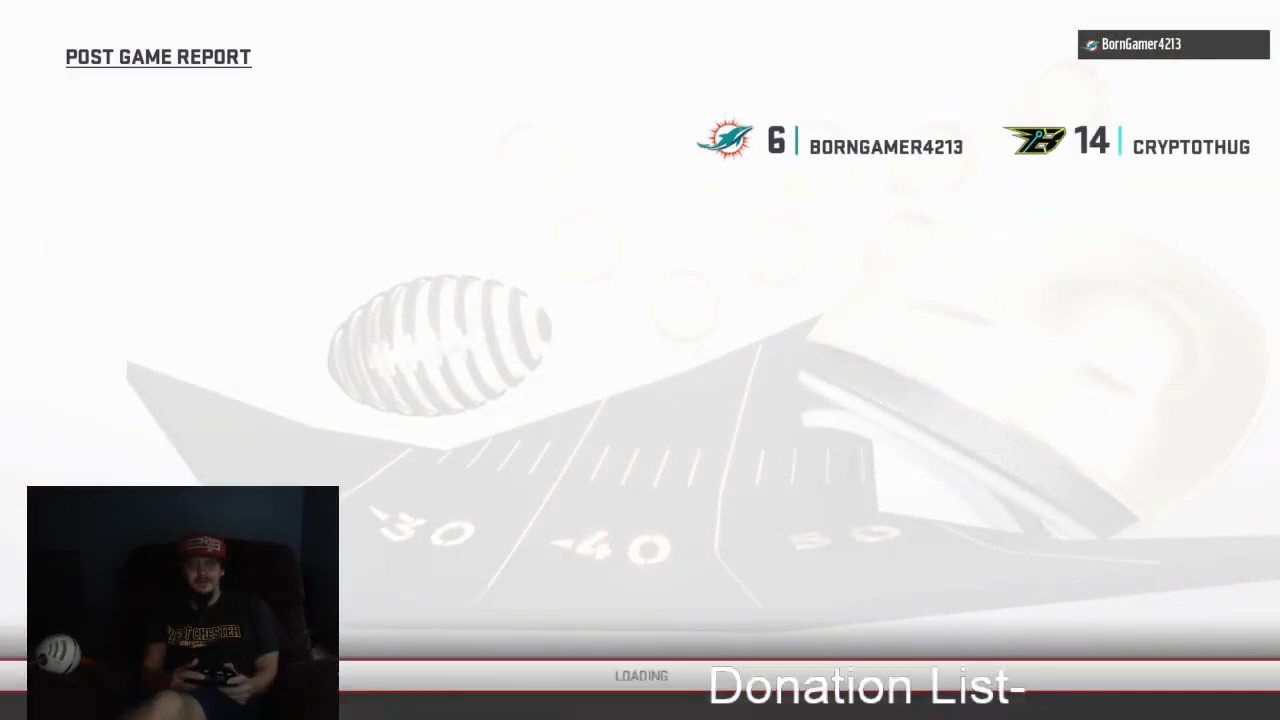 POST GAME REPORT
BornGamer4213
6 BORNGAMER4213 14 CRYPTOTHUG
-30 -40 50
LOADING
Donation List-